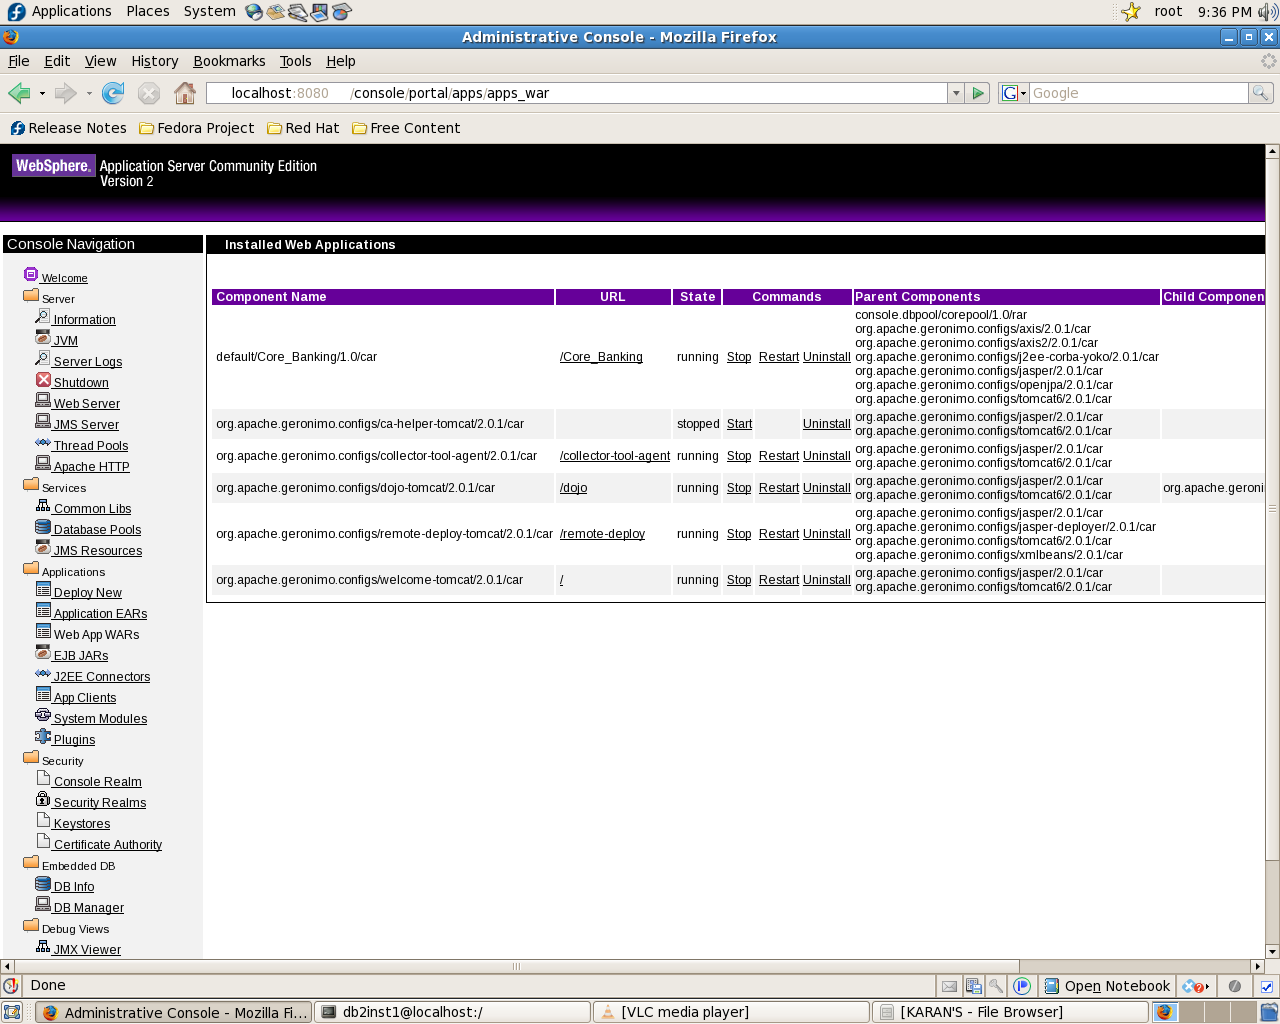 Applications Places System root 9:36 PM
Administrative Console - Mozilla Firefox
File Edit View History Bookmarks Tools Help
localhost:8080 /console/portal/apps/apps_war G Google
Release Notes Fedora Project Red Hat Free Content
WebSphere. Application Server Community Edition
Version 2
Console Navigation
Welcome
Server
Information
JVM
Server Logs
Shutdown
Web Server
JMS Server
Thread Pools
Apache HTTP
Services
Common Libs
Database Pools
JMS Resources
Applications
Deploy New
Application EARs
Web App WARs
EJB JARs
J2EE Connectors
App Clients
System Modules
Plugins
Security
Console Realm
Security Realms
Keystores
Certificate Authority
Embedded DB
DB Info
DB Manager
Debug Views
JMX Viewer
Installed Web Applications
Component Name URL State Commands Parent Components Child Componen
console.dbpool/corepool/1.0/rar
org.apache.geronimo.configs/axis/2.0.1/car
org.apache.geronimo.configs/axis2/2.0.1/car
default/Core_Banking/1.0/car /Core_Banking running Stop Restart Uninstall org.apache.geronimo.configs/j2ee-corba-yoko/2.0.1/car
org.apache.geronimo.configs/jasper/2.0.1/car
org.apache.geronimo.configs/openjpa/2.0.1/car
org.apache.geronimo.configs/tomcat6/2.0.1/car
org.apache.geronimo.configs/ca-helper-tomcat/2.0.1/car stopped Start Uninstall org.apache.geronimo.configs/jasper/2.0.1/car
org.apache.geronimo.configs/tomcat6/2.0.1/car
org.apache.geronimo.configs/collector-tool-agent/2.0.1/car /collector-tool-agent running Stop Restart Uninstall org.apache.geronimo.configs/jasper/2.0.1/car
org.apache.geronimo.configs/tomcat6/2.0.1/car
org.apache.geronimo.configs/dojo-tomcat/2.0.1/car /dojo running Stop Restart Uninstall org.apache.geronimo.configs/jasper/2.0.1/car org.apache.geroni
org.apache.geronimo.configs/tomcat6/2.0.1/car
org.apache.geronimo.configs/jasper/2.0.1/car
org.apache.geronimo.configs/jasper-deployer/2.0.1/car
org.apache.geronimo.configs/remote-deploy-tomcat/2.0.1/car /remote-deploy running Stop Restart Uninstall org.apache.geronimo.configs/tomcat6/2.0.1/car
org.apache.geronimo.configs/xmlbeans/2.0.1/car
org.apache.geronimo.configs/welcome-tomcat/2.0.1/car / running Stop Restart Uninstall org.apache.geronimo.configs/jasper/2.0.1/car
org.apache.geronimo.configs/tomcat6/2.0.1/car
Done Open Notebook
Administrative Console - Mozilla Fi... db2inst1@localhost:/ [VLC media player] [KARAN'S - File Browser]